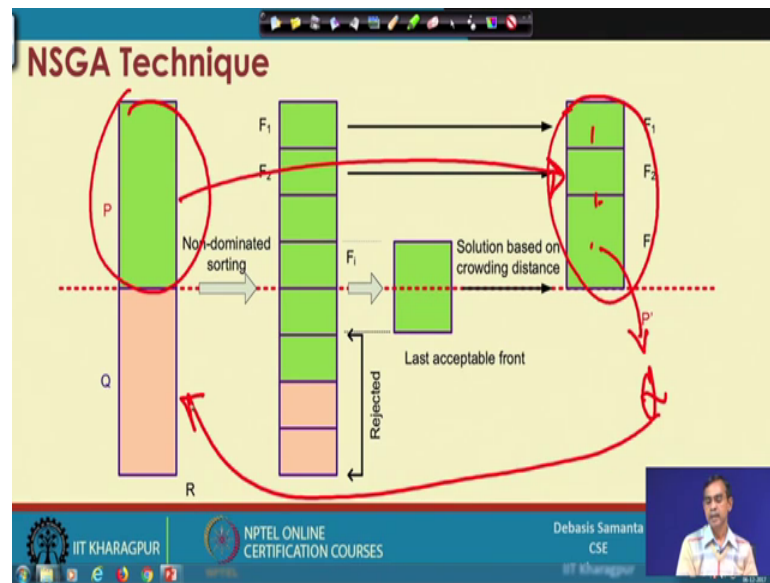 NSGA Technique
F₁
F₂
P
Non-dominated
sorting
Fᵢ
Solution based on
crowding distance
F₁
F₂
F
P'
Q
Last acceptable front
Rejected
R
IIT KHARAGPUR
NPTEL ONLINE
CERTIFICATION COURSES
Debasis Samanta
CSE
IIT Kharagpur